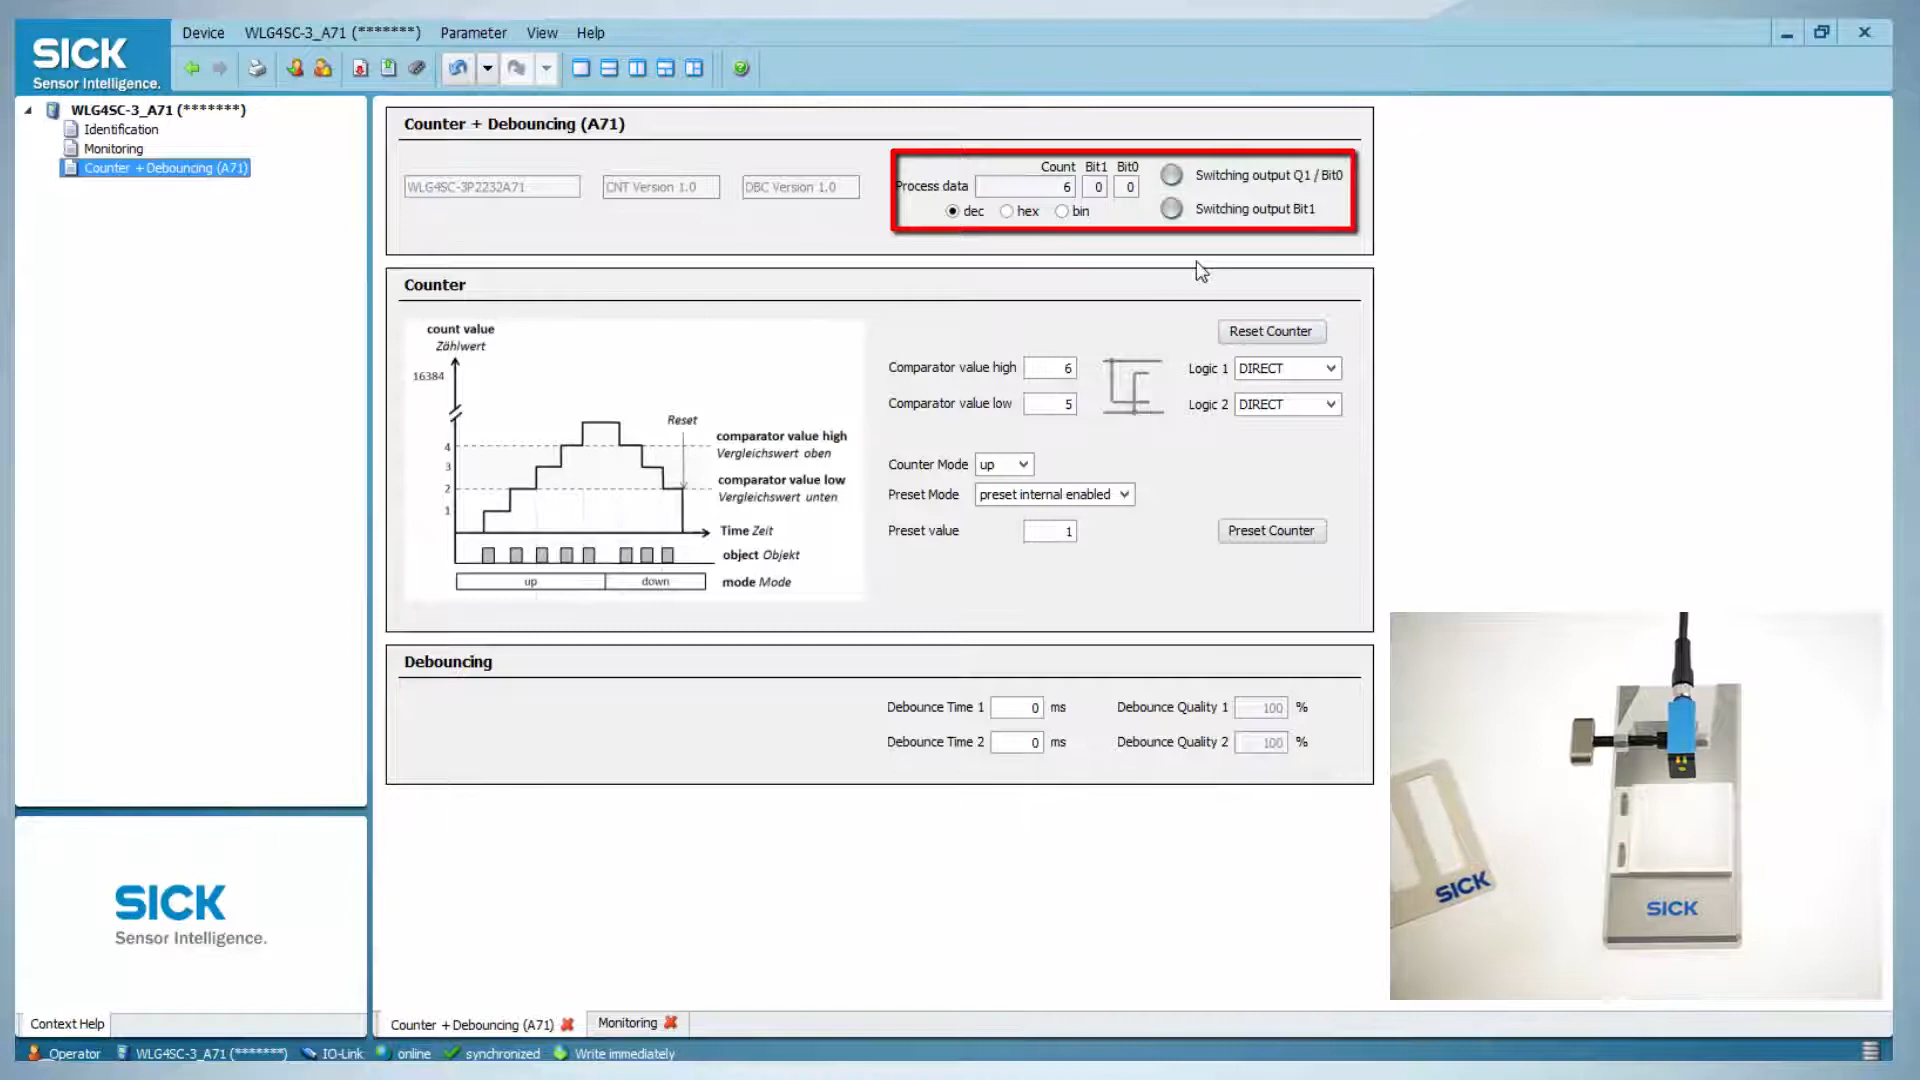 SICK
Sensor Intelligence.
Device WLG4SC-3_A71 (*******) Parameter View Help
WLG4SC-3_A71 (*******)
Identification
Monitoring
Counter + Debouncing (A71)
Counter + Debouncing (A71)
WLG4SC-3P2232A71 CNT Version 1.0 DBC Version 1.0
Count Bit1 Bit0
Process data 6 0 0
dec hex bin
Switching output Q1 / Bit0
Switching output Bit1
Counter
count value
Zählwert
16384
4
3
2
1
Reset
comparator value high
Vergleichswert oben
comparator value low
Vergleichswert unten
Time Zeit
object Objekt
up down mode Mode
Reset Counter
Comparator value high 6 Logic 1 DIRECT
Comparator value low 5 Logic 2 DIRECT
Counter Mode up
Preset Mode preset internal enabled
Preset value 1 Preset Counter
Debouncing
Debounce Time 1 0 ms Debounce Quality 1 100 %
Debounce Time 2 0 ms Debounce Quality 2 100 %
SICK
SICK
SICK
Sensor Intelligence.
Context Help
Counter + Debouncing (A71) Monitoring
Operator WLG4SC-3_A71 (*******) IO-Link online synchronized Write immediately